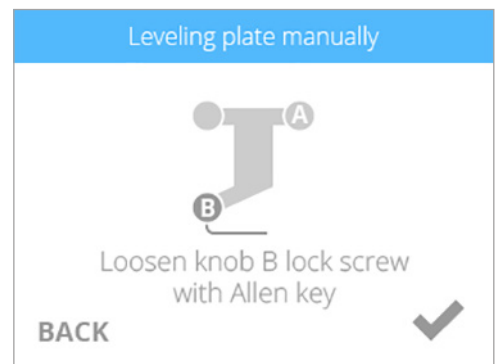 Leveling plate manually
A
B
Loosen knob B lock screw
with Allen key
BACK